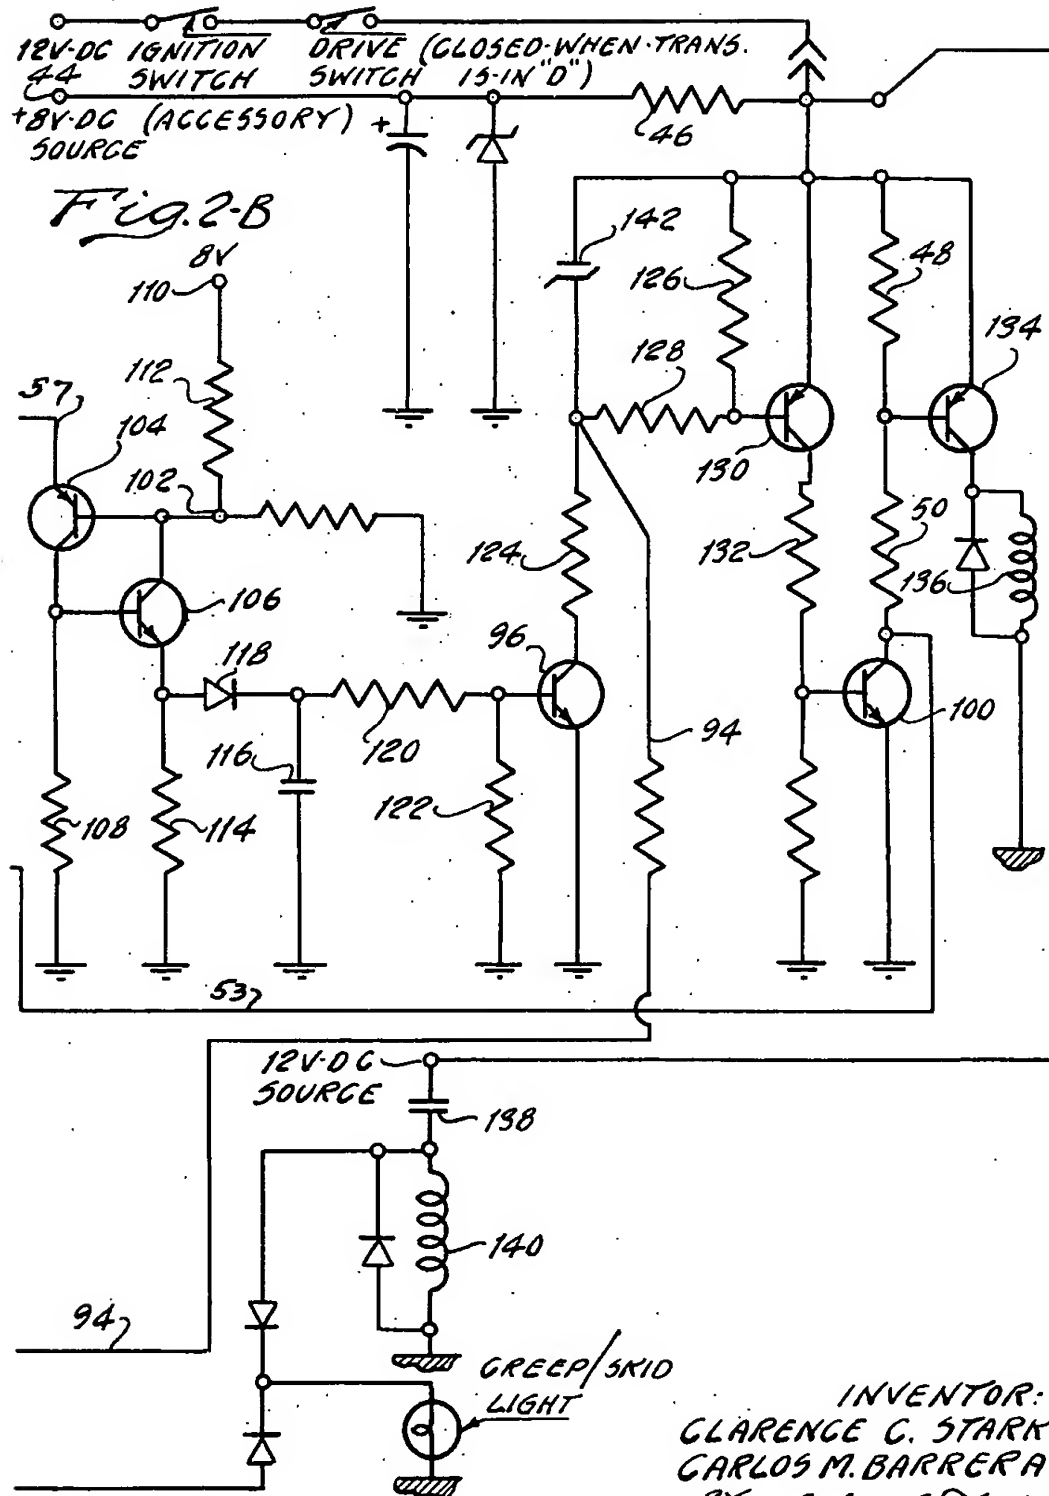 12V-DC IGNITION DRIVE (CLOSED-WHEN-TRANS.
44 SWITCH SWITCH IS-IN "D")
+8V-DC (ACCESSORY) +
SOURCE
46
Fig. 2-B
8V
110
142
126
48
134
128
112
57
104
130
102
124
132
50
136
106
96
118
100
120
94
116
122
108
114
53
12V-DC
SOURCE
138
140
94
CREEP/SKID
LIGHT
INVENTOR:
CLARENCE C. STARK
CARLOS M. BARRERA
BY